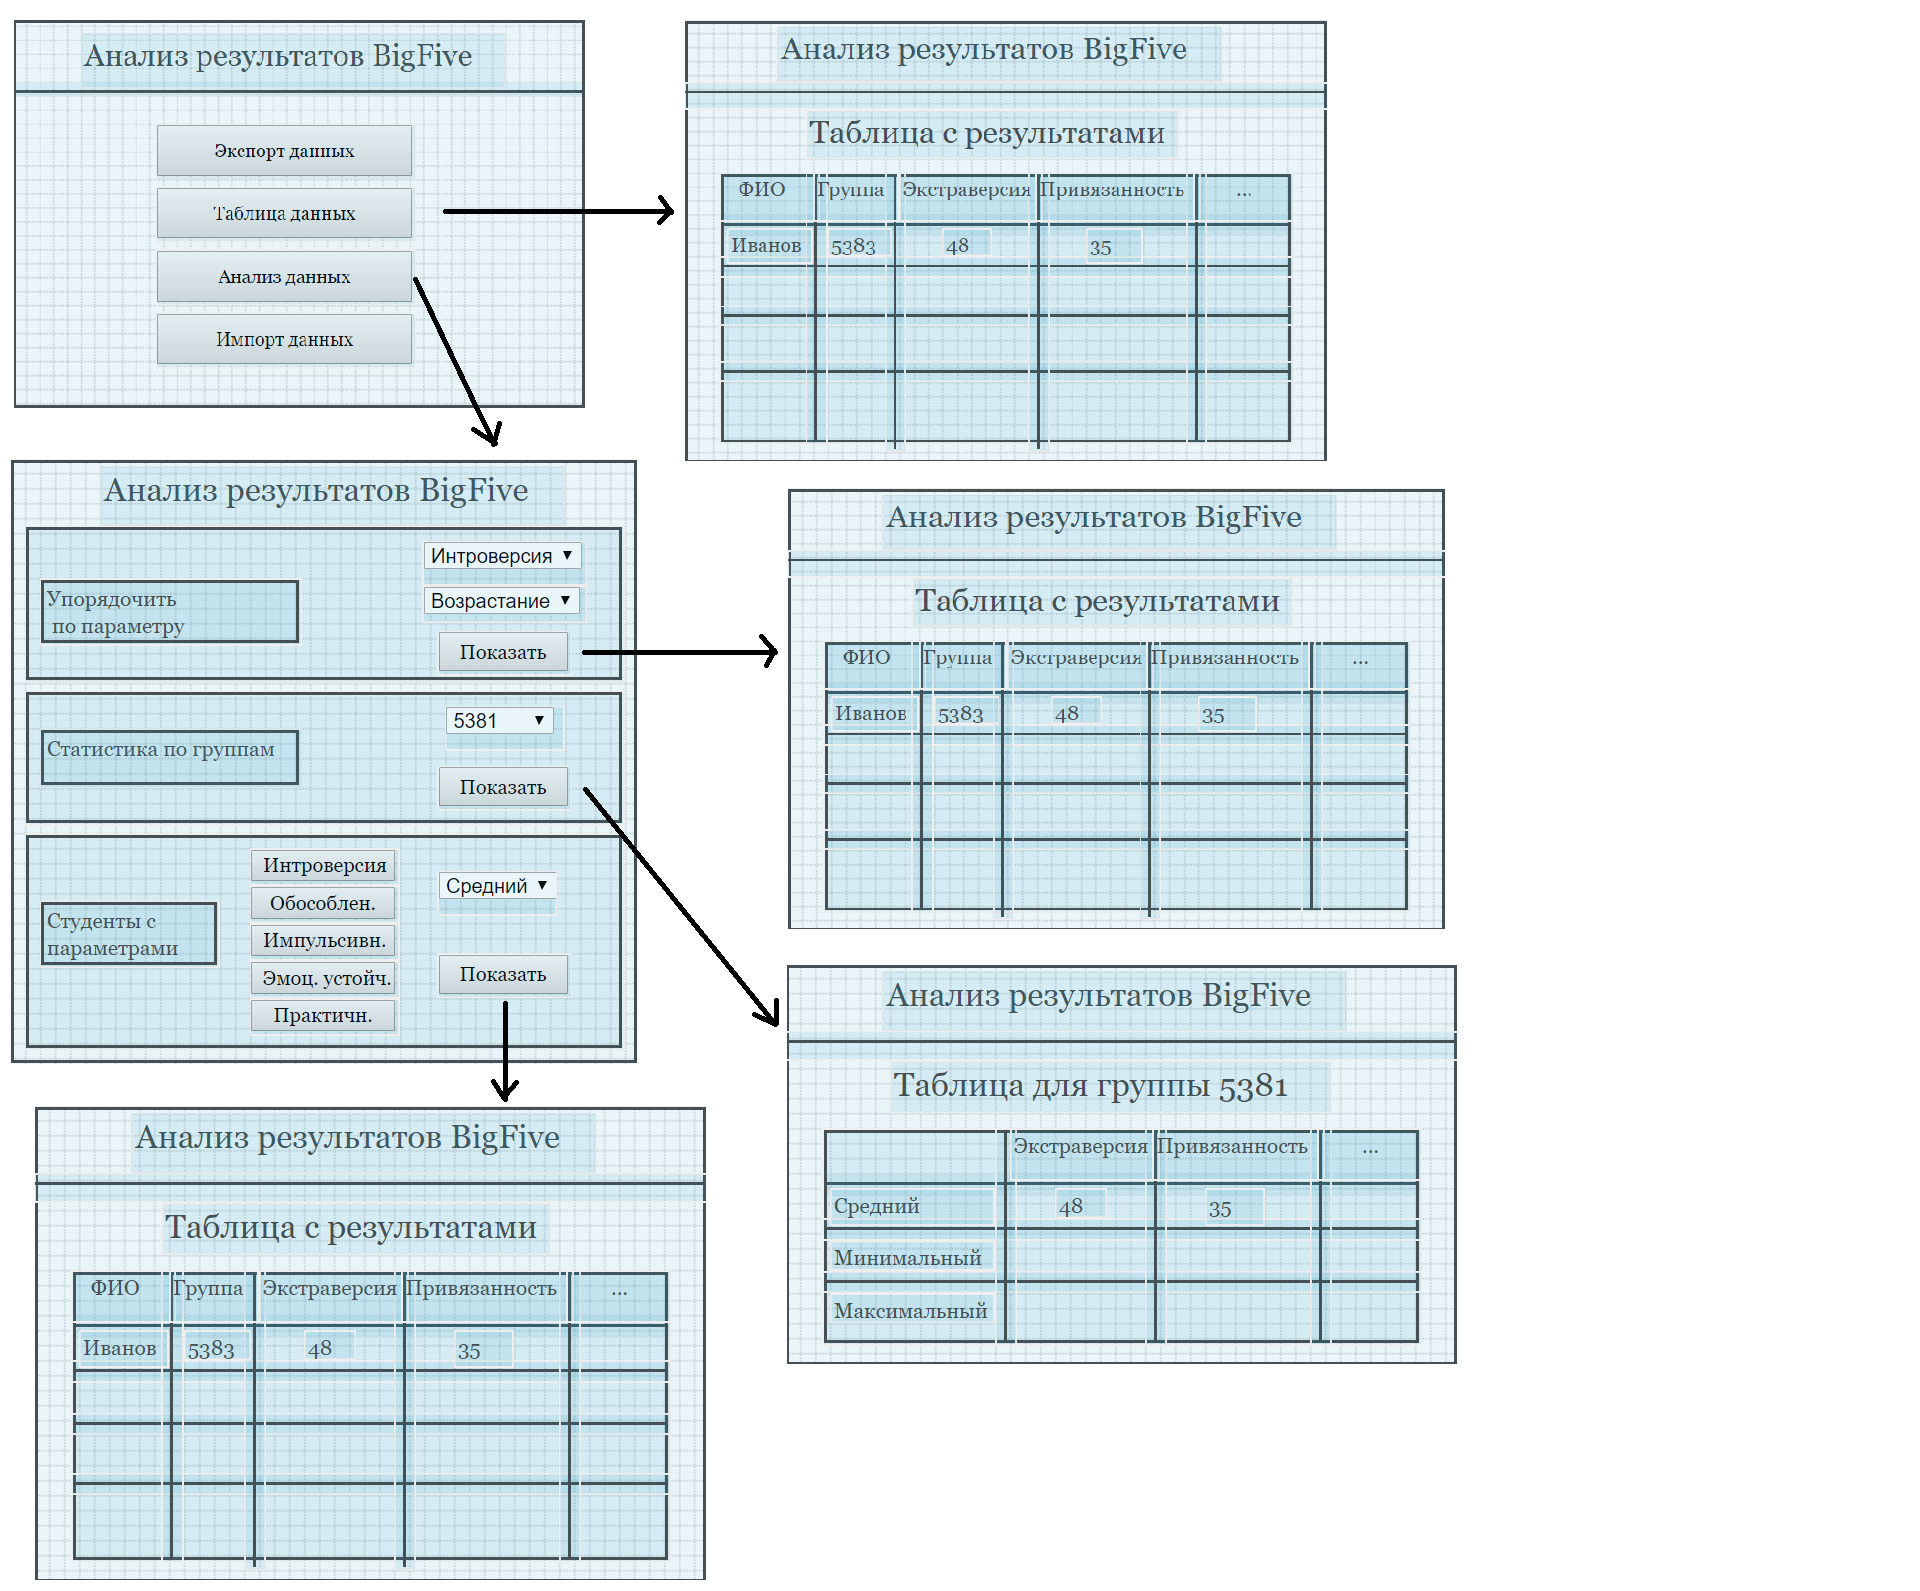 Анализ результатов BigFive
Экспорт данных
Таблица данных
Анализ данных
Импорт данных
Анализ результатов BigFive
Таблица с результатами
ФИО Группа Экстраверсия Привязанность ...
Иванов 5383 48 35
Анализ результатов BigFive
Упорядочить
по параметру
Интроверсия
Возрастание
Показать
Статистика по группам
5381
Показать
Студенты с
параметрами
Интроверсия
Обособлен.
Импульсивн.
Эмоц. устойч.
Практичн.
Средний
Показать
Анализ результатов BigFive
Таблица с результатами
ФИО Группа Экстраверсия Привязанность ...
Иванов 5383 48 35
Анализ результатов BigFive
Таблица для группы 5381
Экстраверсия Привязанность ...
Средний 48 35
Минимальный
Максимальный
Анализ результатов BigFive
Таблица с результатами
ФИО Группа Экстраверсия Привязанность ...
Иванов 5383 48 35